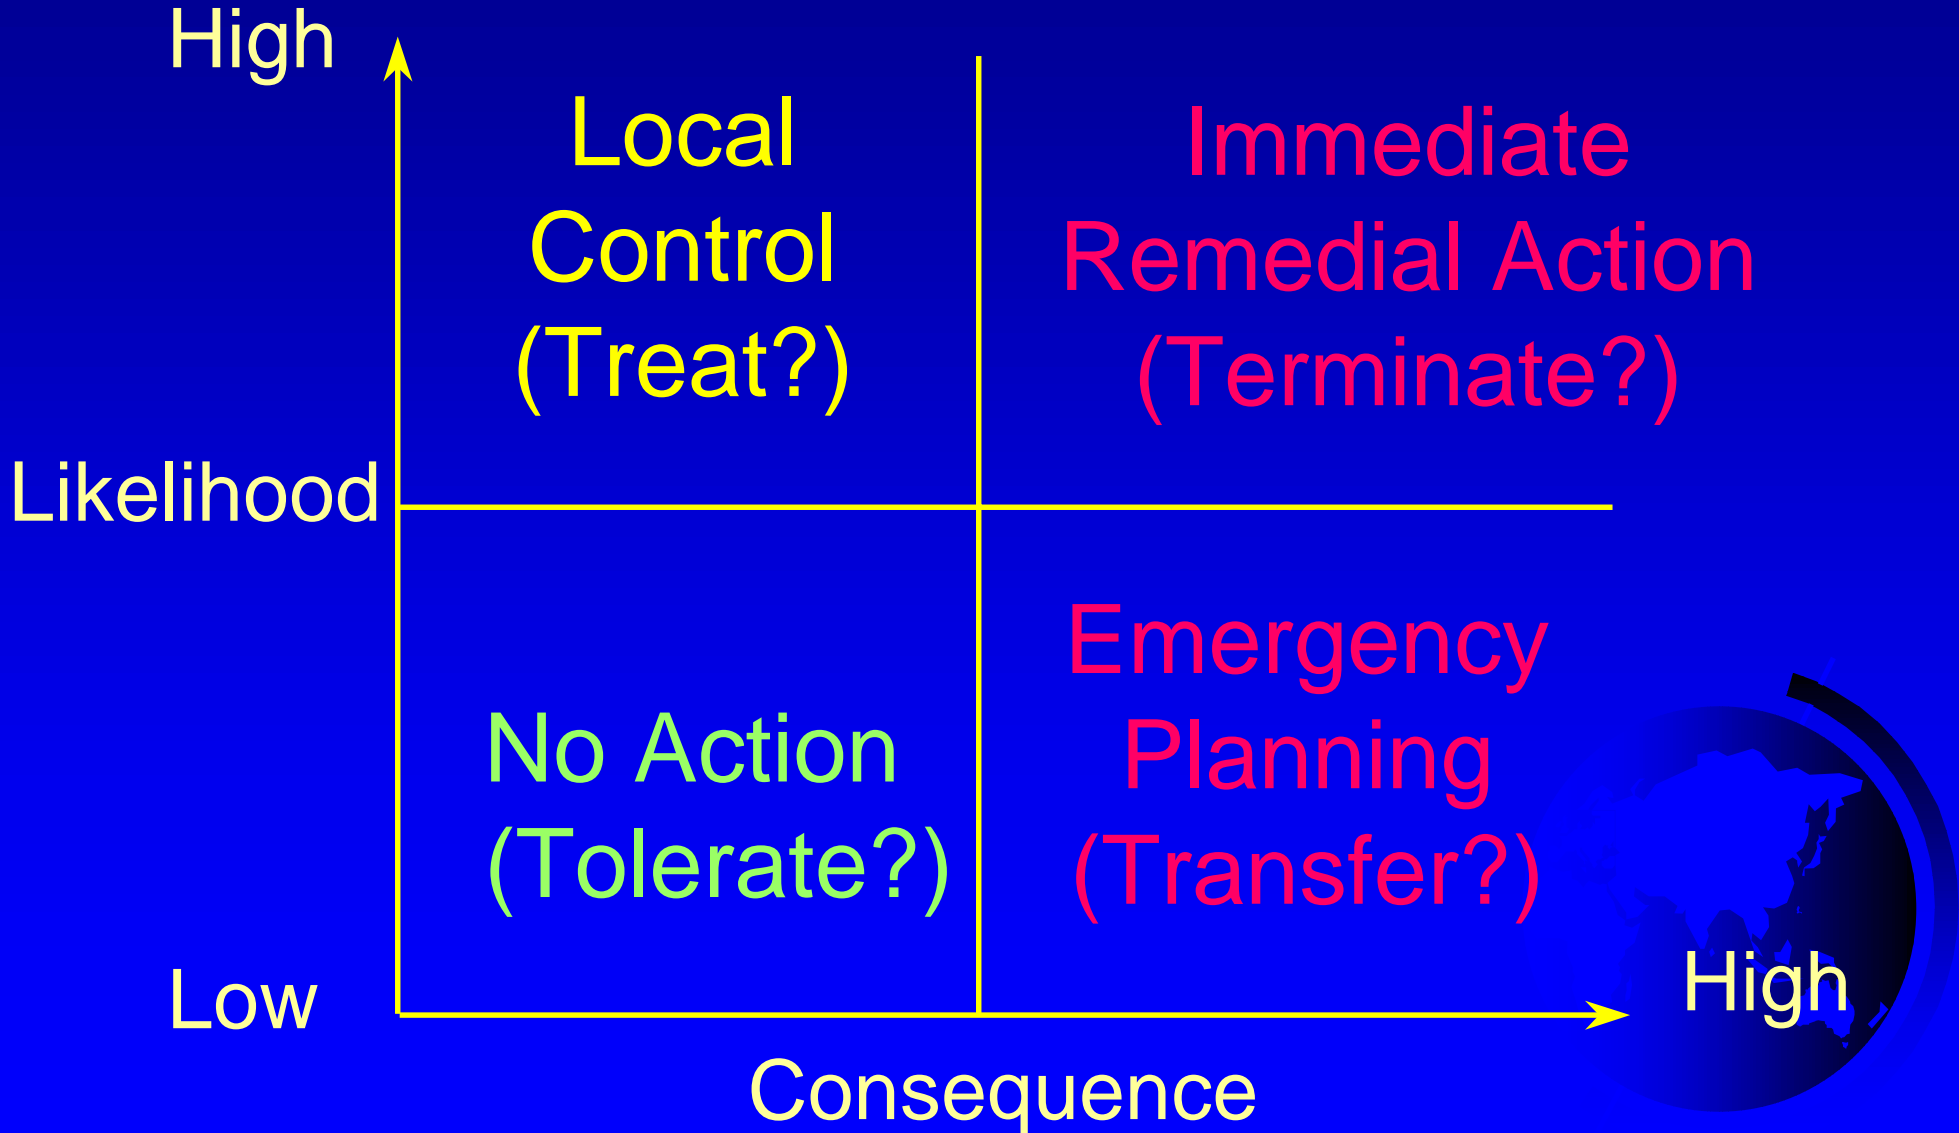 High
Local
Control
(Treat?)
Immediate
Remedial Action
(Terminate?)
Likelihood
No Action
(Tolerate?)
Emergency
Planning
(Transfer?)
Low
High
Consequence